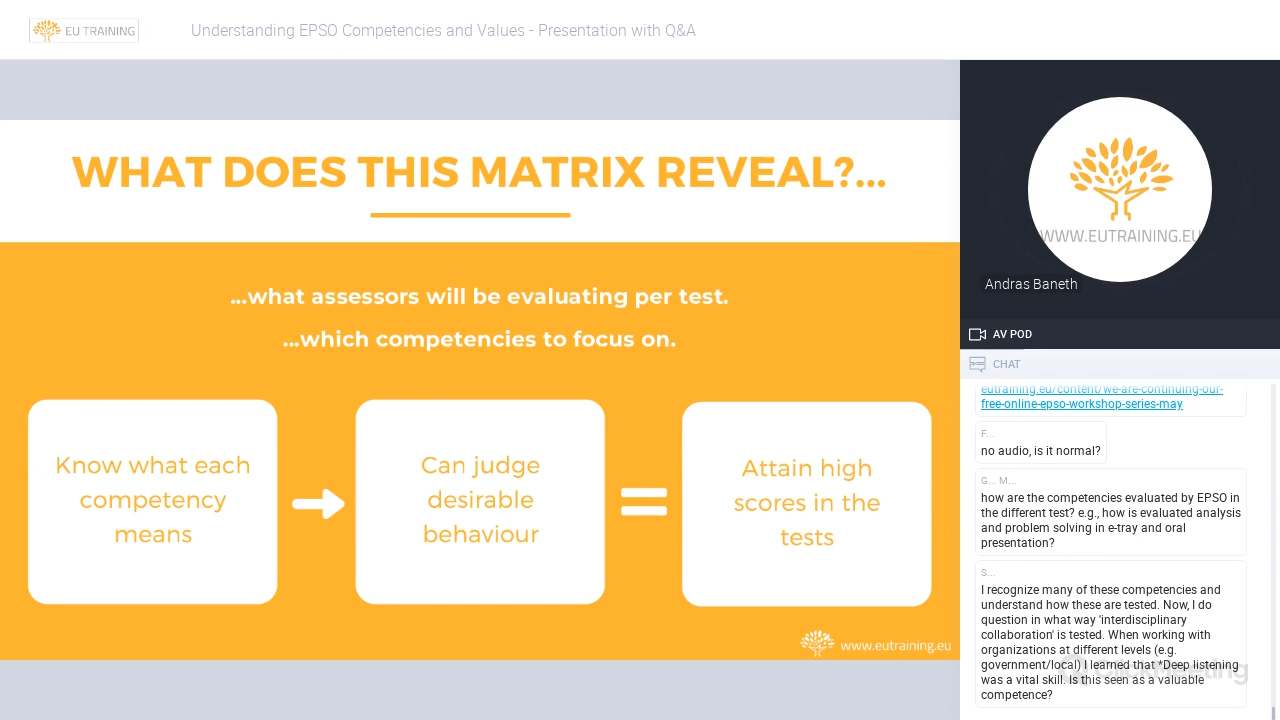 EU TRAINING
Understanding EPSO Competencies and Values - Presentation with Q&A
WHAT DOES THIS MATRIX REVEAL?...
...what assessors will be evaluating per test.
...which competencies to focus on.
Know what each
competency
means
Can judge
desirable
behaviour
Attain high
scores in the
tests
www.eutraining.eu
WWW.EUTRAINING.EU
Andras Baneth
AV POD
CHAT
eutraining.eu/content/we-are-continuing-our-
free-online-epso-workshop-series-may
F...
no audio, is it normal?
G... M...
how are the competencies evaluated by EPSO in
the different test? e.g., how is evaluated analysis
and problem solving in e-tray and oral
presentation?
S...
I recognize many of these competencies and
understand how these are tested. Now, I do
question in what way 'interdisciplinary
collaboration' is tested. When working with
organizations at different levels (e.g.
government/local) I learned that *Deep listening
was a vital skill. Is this seen as a valuable
competence?
ClickMeeting